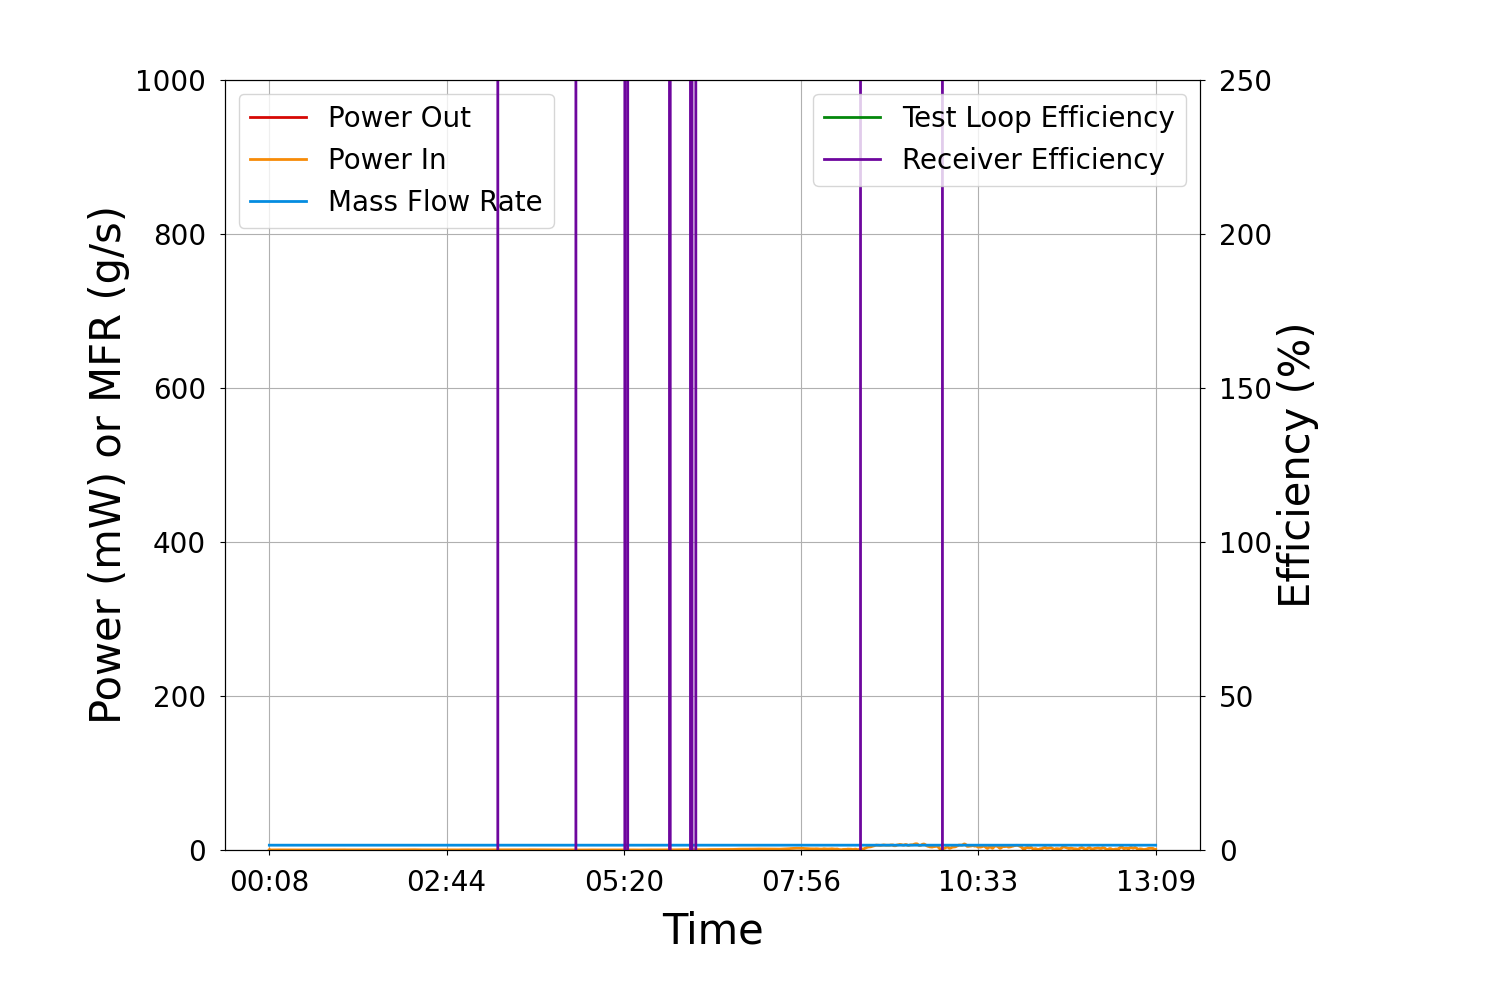 1000
800
600
400
200
0
Power (mW) or MFR (g/s)
Power Out
Power In
Mass Flow Rate
Test Loop Efficiency
Receiver Efficiency
250
200
150
100
50
0
Efficiency (%)
00:08 02:44 05:20 07:56 10:33 13:09
Time